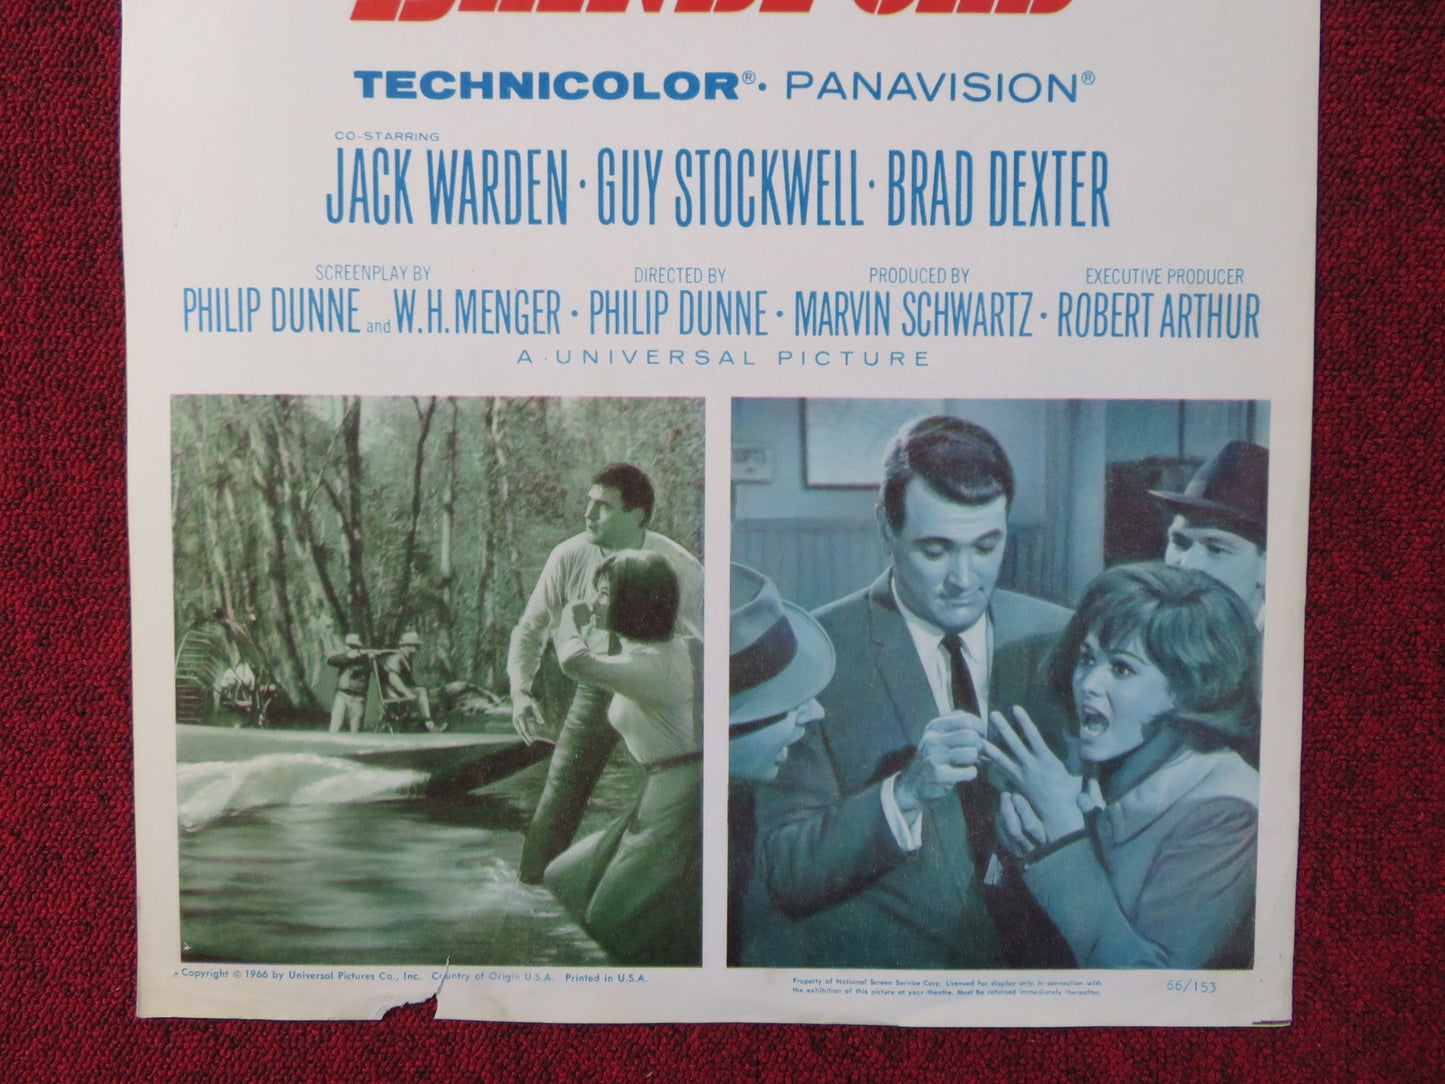 TECHNICOLOR® • PANAVISION®
CO-STARRING
JACK WARDEN • GUY STOCKWELL • BRAD DEXTER
SCREENPLAY BY DIRECTED BY PRODUCED BY EXECUTIVE PRODUCER
PHILIP DUNNE and W. H. MENGER • PHILIP DUNNE • MARVIN SCHWARTZ • ROBERT ARTHUR
A UNIVERSAL PICTURE
Copyright © 1966 by Universal Pictures Co., Inc. Country of Origin U.S.A. Printed in U.S.A.
Property of National Screen Service Corp. Licensed for display only in connection with
the exhibition of this picture at your theatre. Must be returned immediately thereafter.
66/153